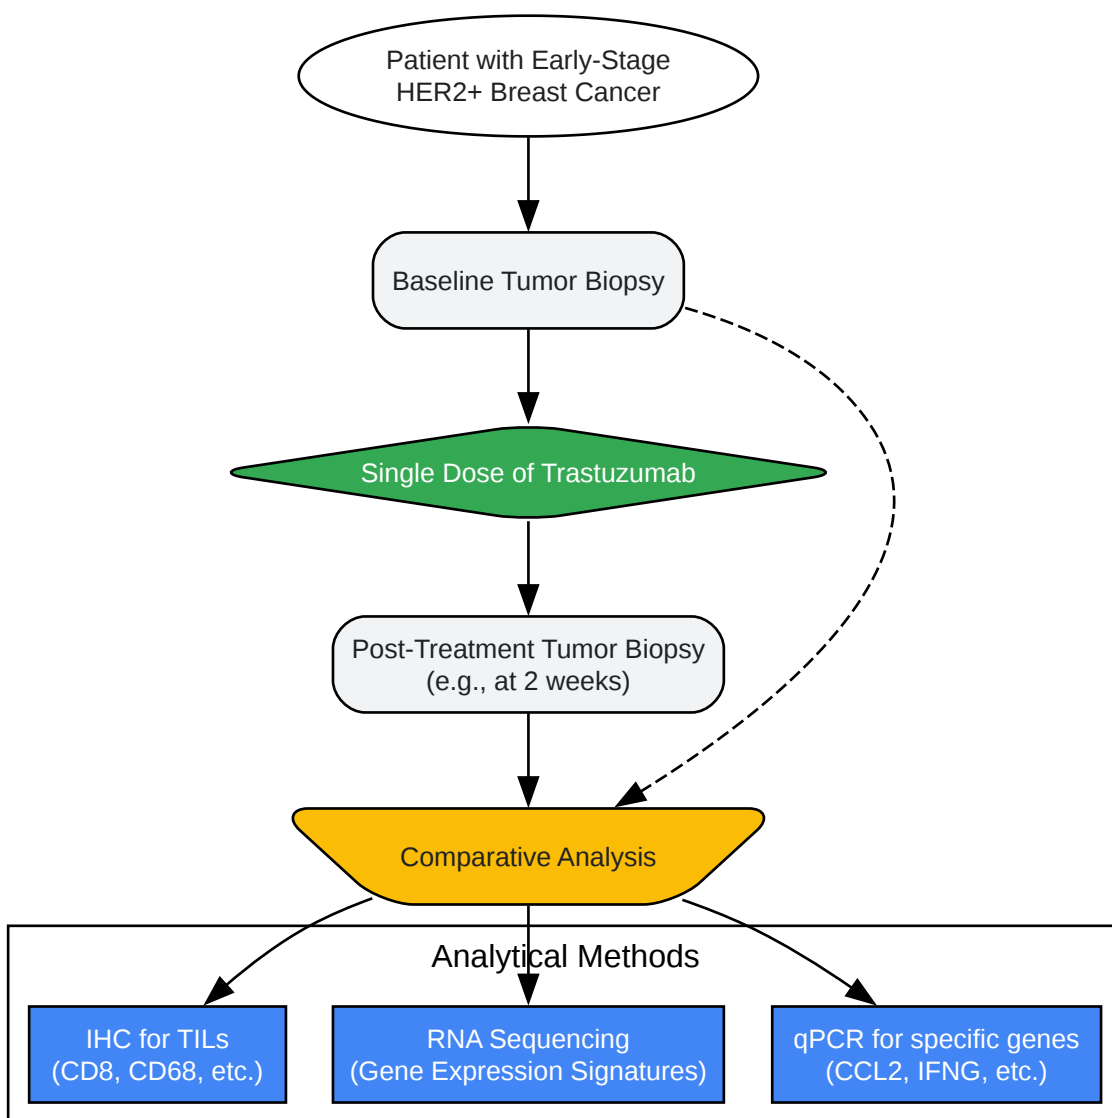 Patient with Early-Stage
HER2+ Breast Cancer
Baseline Tumor Biopsy
Single Dose of Trastuzumab
Post-Treatment Tumor Biopsy
(e.g., at 2 weeks)
Comparative Analysis
Analytical Methods
IHC for TILs
(CD8, CD68, etc.)
RNA Sequencing
(Gene Expression Signatures)
qPCR for specific genes
(CCL2, IFNG, etc.)